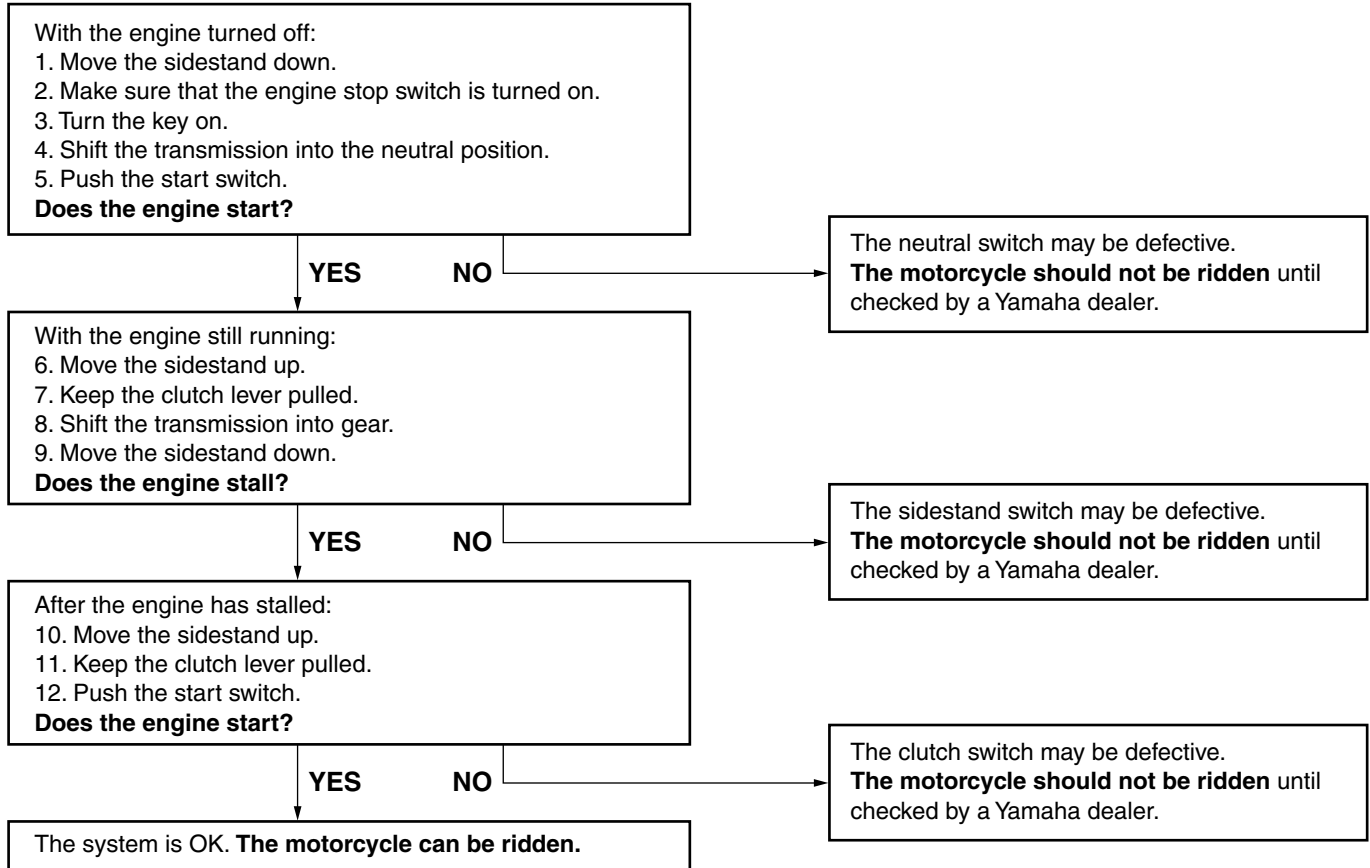 With the engine turned off:
1. Move the sidestand down.
2. Make sure that the engine stop switch is turned on.
3. Turn the key on.
4. Shift the transmission into the neutral position.
5. Push the start switch.
Does the engine start?
YES NO
The neutral switch may be defective.
The motorcycle should not be ridden until
checked by a Yamaha dealer.
With the engine still running:
6. Move the sidestand up.
7. Keep the clutch lever pulled.
8. Shift the transmission into gear.
9. Move the sidestand down.
Does the engine stall?
YES NO
The sidestand switch may be defective.
The motorcycle should not be ridden until
checked by a Yamaha dealer.
After the engine has stalled:
10. Move the sidestand up.
11. Keep the clutch lever pulled.
12. Push the start switch.
Does the engine start?
YES NO
The clutch switch may be defective.
The motorcycle should not be ridden until
checked by a Yamaha dealer.
The system is OK. The motorcycle can be ridden.